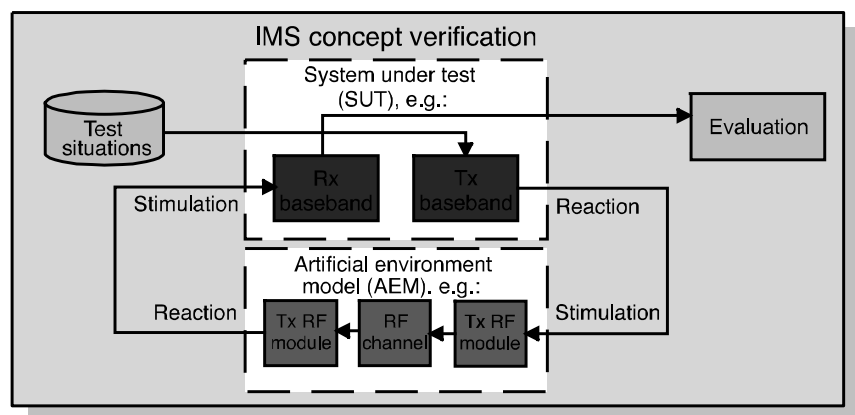 IMS concept verification
System under test
(SUT), e.g.:
Test
situations
Evaluation
Rx
baseband
Tx
baseband
Stimulation
Reaction
Artificial environment
model (AEM). e.g.:
Reaction
Stimulation
Tx RF
module
RF
channel
Tx RF
module